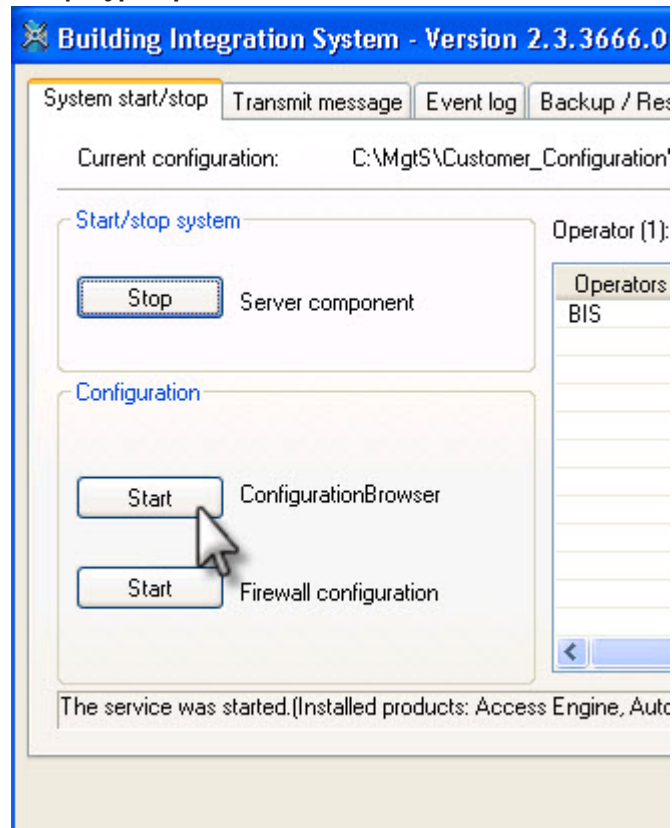 Building Integration System - Version 2.3.3666.0
System start/stop Transmit message Event log Backup /
Current configuration: C:\MgtS\Customer_Configuration
Start/stop system
Operator (1):
Stop Server component
Operators
BIS
Configuration
Start ConfigurationBrowser
Start Firewall configuration
The service was started.(Installed products: Access Engine,